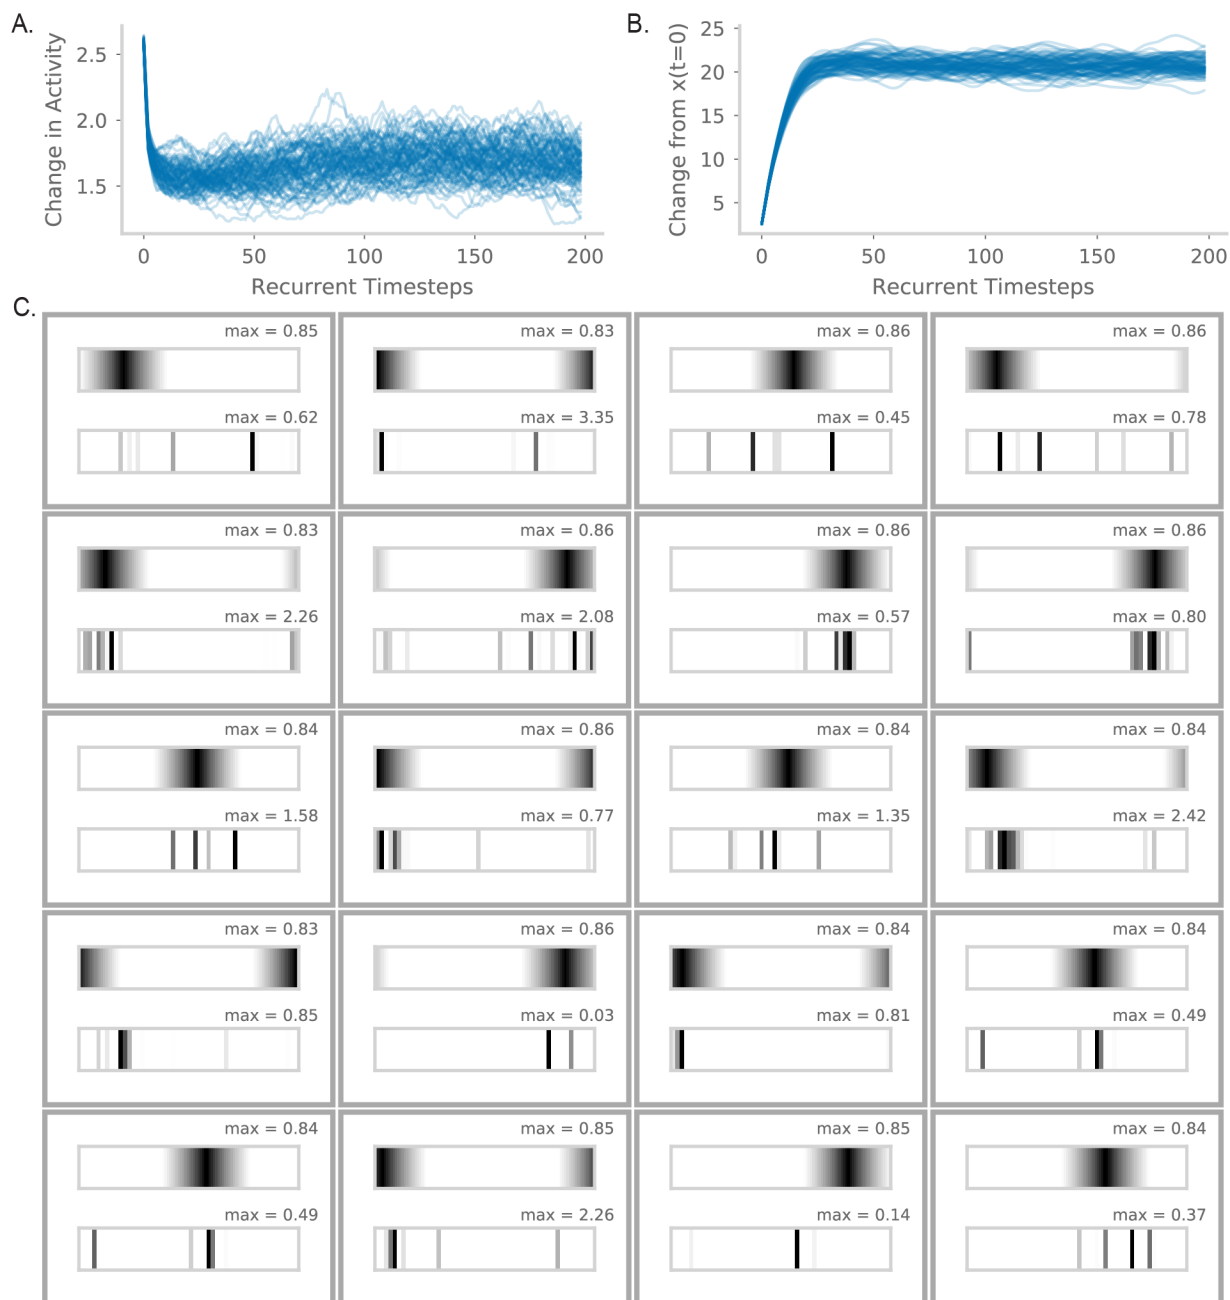 A.
Change in Activity
2.5
2.0
1.5
0 50 100 150 200
Recurrent Timesteps
B.
Change from x(t=0)
25
20
15
10
5
0 50 100 150 200
Recurrent Timesteps
C.
max = 0.85 max = 0.83 max = 0.86 max = 0.86
max = 0.62 max = 3.35 max = 0.45 max = 0.78
max = 0.83 max = 0.86 max = 0.86 max = 0.86
max = 2.26 max = 2.08 max = 0.57 max = 0.80
max = 0.84 max = 0.86 max = 0.84 max = 0.84
max = 1.58 max = 0.77 max = 1.35 max = 2.42
max = 0.83 max = 0.86 max = 0.84 max = 0.84
max = 0.85 max = 0.03 max = 0.81 max = 0.49
max = 0.84 max = 0.85 max = 0.85 max = 0.84
max = 0.49 max = 2.26 max = 0.14 max = 0.37